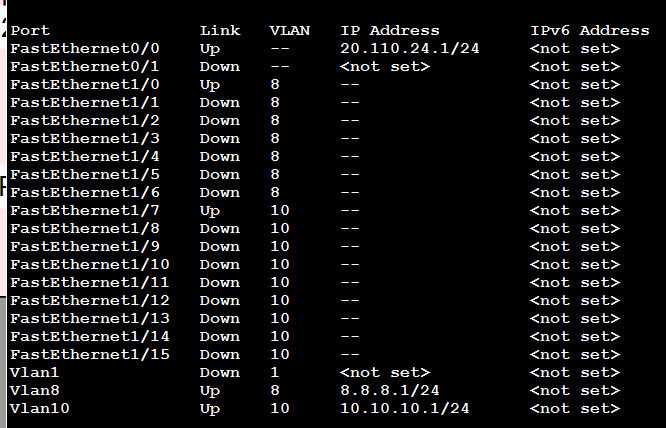 Port Link VLAN IP Address IPv6 Address
FastEthernet0/0 Up -- 20.110.24.1/24 <not set>
FastEthernet0/1 Down -- <not set> <not set>
FastEthernet1/0 Up 8 -- <not set>
FastEthernet1/1 Down 8 -- <not set>
FastEthernet1/2 Down 8 -- <not set>
FastEthernet1/3 Down 8 -- <not set>
FastEthernet1/4 Down 8 -- <not set>
FastEthernet1/5 Down 8 -- <not set>
FastEthernet1/6 Down 8 -- <not set>
FastEthernet1/7 Up 10 -- <not set>
FastEthernet1/8 Down 10 -- <not set>
FastEthernet1/9 Down 10 -- <not set>
FastEthernet1/10 Down 10 -- <not set>
FastEthernet1/11 Down 10 -- <not set>
FastEthernet1/12 Down 10 -- <not set>
FastEthernet1/13 Down 10 -- <not set>
FastEthernet1/14 Down 10 -- <not set>
FastEthernet1/15 Down 10 -- <not set>
Vlan1 Down 1 <not set> <not set>
Vlan8 Up 8 8.8.8.1/24 <not set>
Vlan10 Up 10 10.10.10.1/24 <not set>